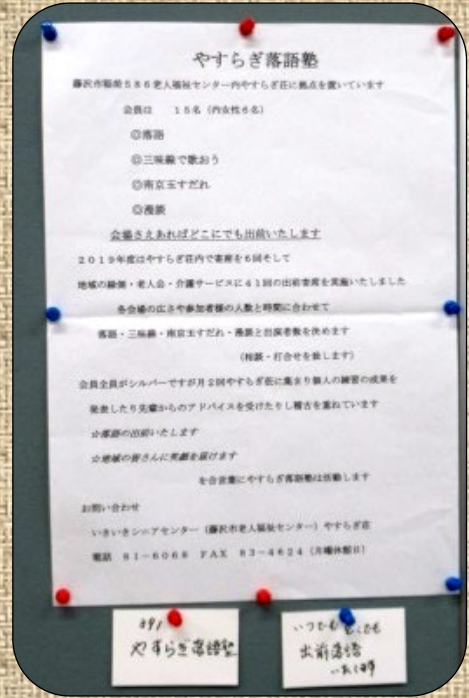 やすらぎ落語塾
藤沢市稲荷586老人福祉センター内やすらぎ荘に拠点を置いています
会員は 15名(内女性6名)
◎落語
◎三味線で歌おう
◎南京玉すだれ
◎漫談
会場さえあればどこにでも出前いたします
2019年度はやすらぎ荘内で寄席を6回そして
地域の縁側・老人会・介護サービスに41回の出前寄席を実施いたしました
各会場の広さや参加者様の人数と時間に合わせて
落語・三味線・南京玉すだれ・漫談と出演者数を決めます
(相談・打合せを致します)
会員全員がシルバーですが月2回やすらぎ荘に集まり個人の練習の成果を
発表したり先輩からのアドバイスを受けたりし稽古を重ねています
☆落語の出前いたします
☆地域の皆さんに笑顔を届けます
を合言葉にやすらぎ落語塾は活動します
お問い合わせ
いきいきシニアセンター(藤沢市老人福祉センター)やすらぎ荘
電話 81-6068 FAX 83-4624(月曜休館日)
やすらぎ落語塾
いつでも
出前落語
いたします